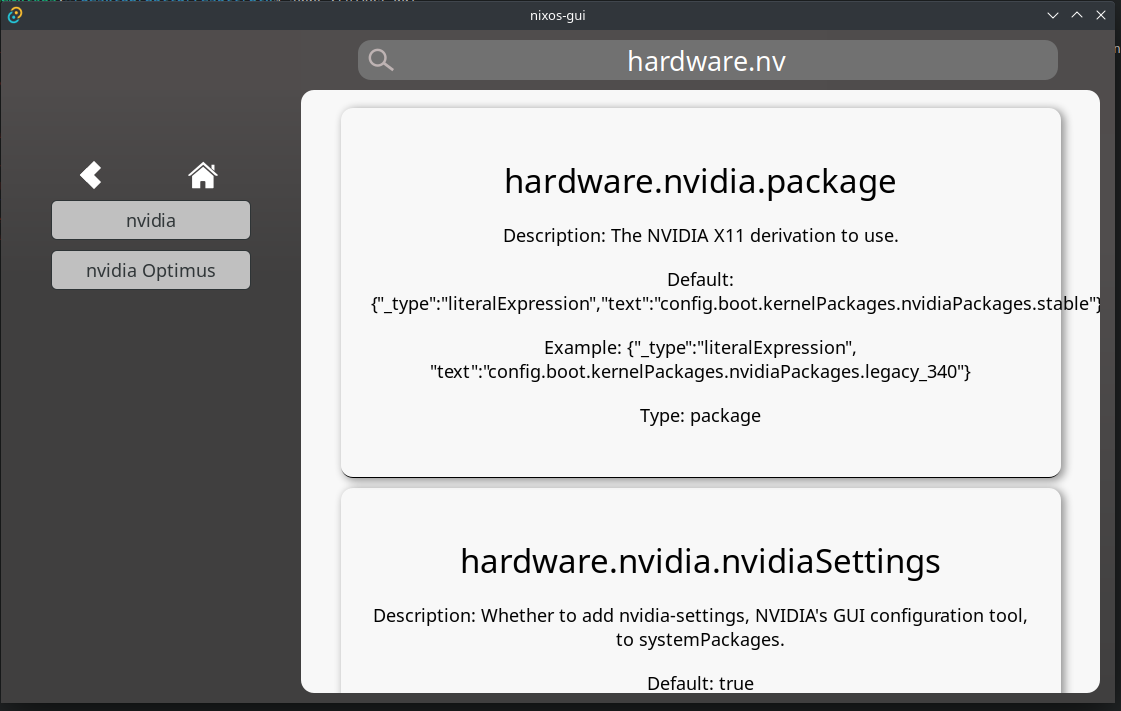 nixos-gui
hardware.nv
nvidia
nvidia Optimus
hardware.nvidia.package
Description: The NVIDIA X11 derivation to use.
Default:
{"_type":"literalExpression","text":"config.boot.kernelPackages.nvidiaPackages.stable"}
Example: {"_type":"literalExpression",
"text":"config.boot.kernelPackages.nvidiaPackages.legacy_340"}
Type: package
hardware.nvidia.nvidiaSettings
Description: Whether to add nvidia-settings, NVIDIA's GUI configuration tool,
to systemPackages.
Default: true